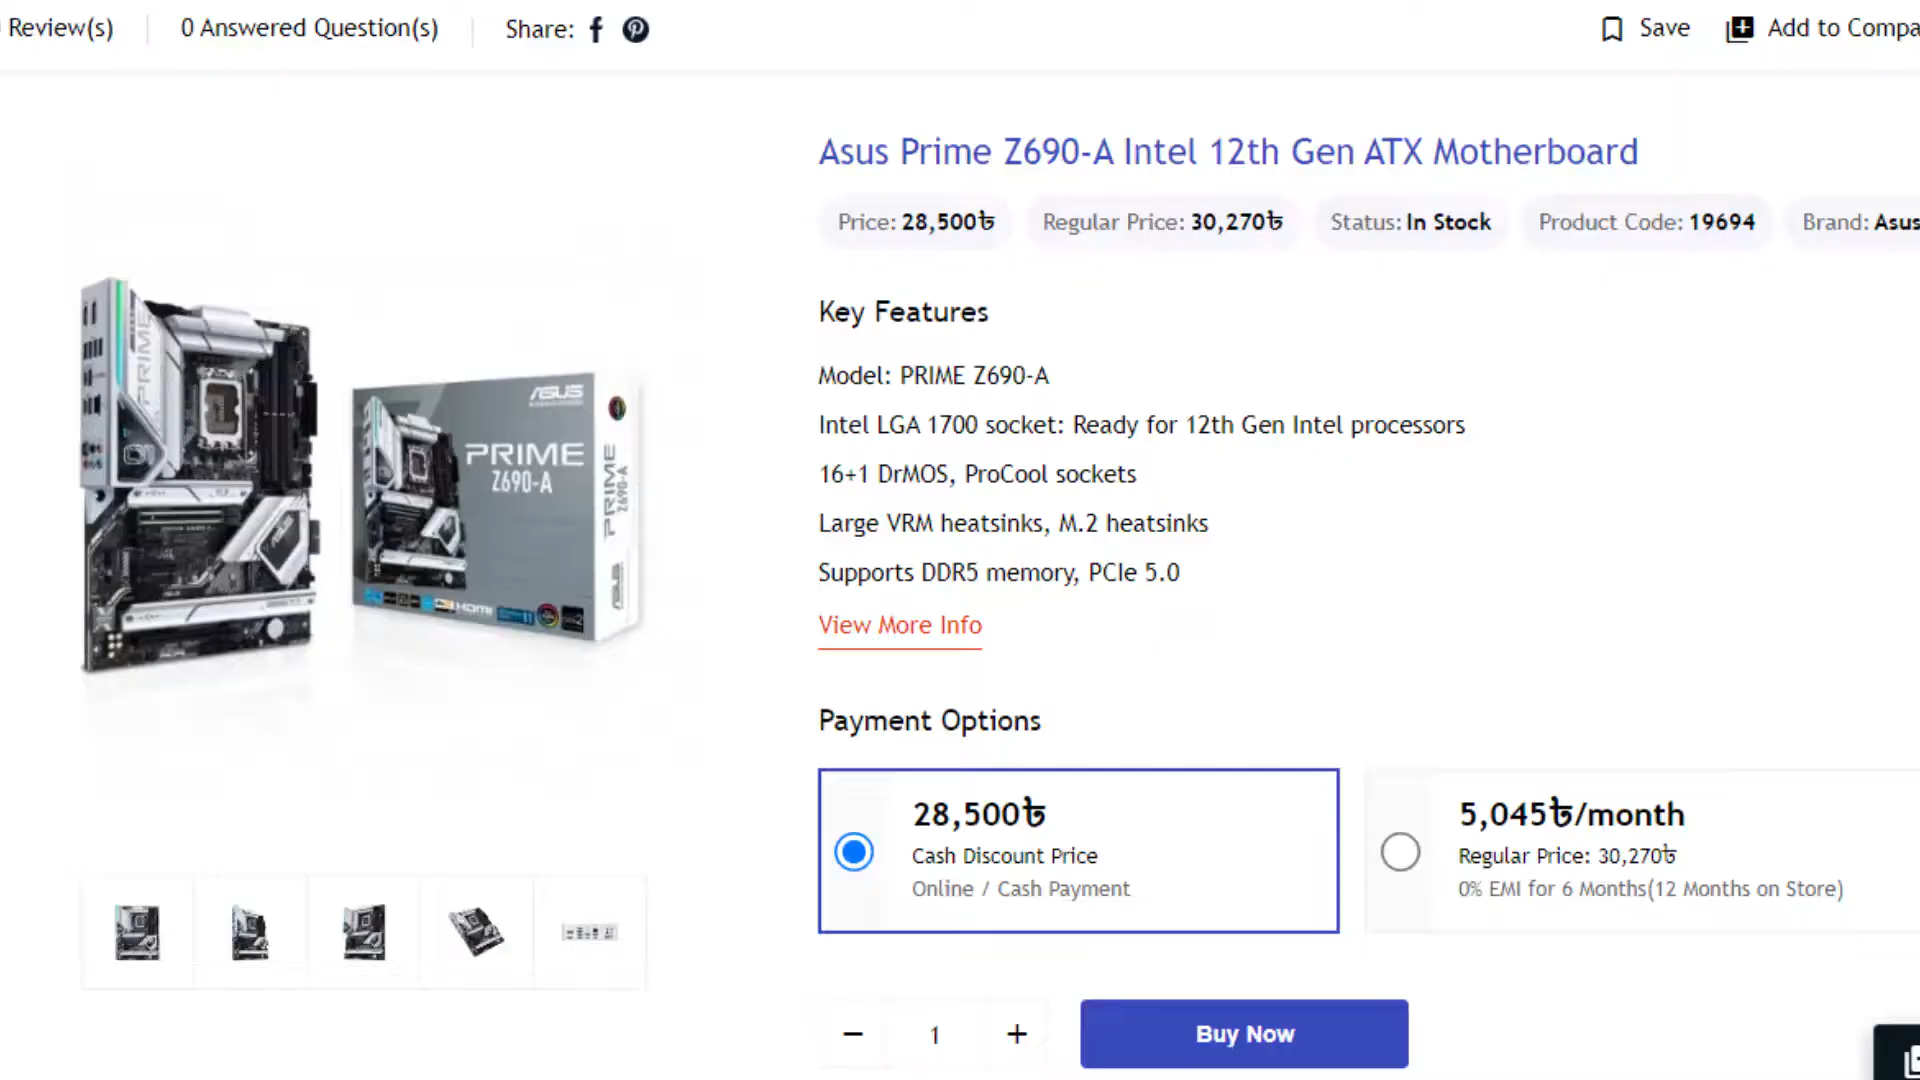 Review(s)
0 Answered Question(s)
Share:
Save
Add to Compa
Asus Prime Z690-A Intel 12th Gen ATX Motherboard
Price: 28,500৳
Regular Price: 30,270৳
Status: In Stock
Product Code: 19694
Brand: Asus
Key Features
Model: PRIME Z690-A
Intel LGA 1700 socket: Ready for 12th Gen Intel processors
16+1 DrMOS, ProCool sockets
Large VRM heatsinks, M.2 heatsinks
Supports DDR5 memory, PCIe 5.0
View More Info
PRIME
ASUS
PRIME
Z690-A
PRIME
Z690-A
ASUS
HDMI
Payment Options
28,500৳
Cash Discount Price
Online / Cash Payment
5,045৳/month
Regular Price: 30,270৳
0% EMI for 6 Months(12 Months on Store)
− 1 +
Buy Now